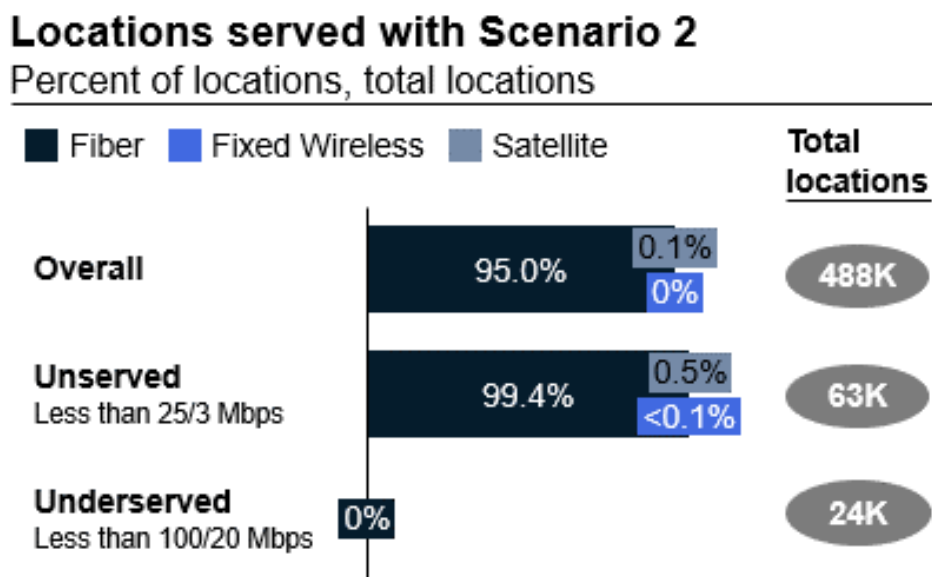 Locations served with Scenario 2
Percent of locations, total locations
Fiber Fixed Wireless Satellite
Total
locations
Overall
95.0%
0.1%
0%
488K
Unserved
Less than 25/3 Mbps
99.4%
0.5%
<0.1%
63K
Underserved
Less than 100/20 Mbps
0%
24K